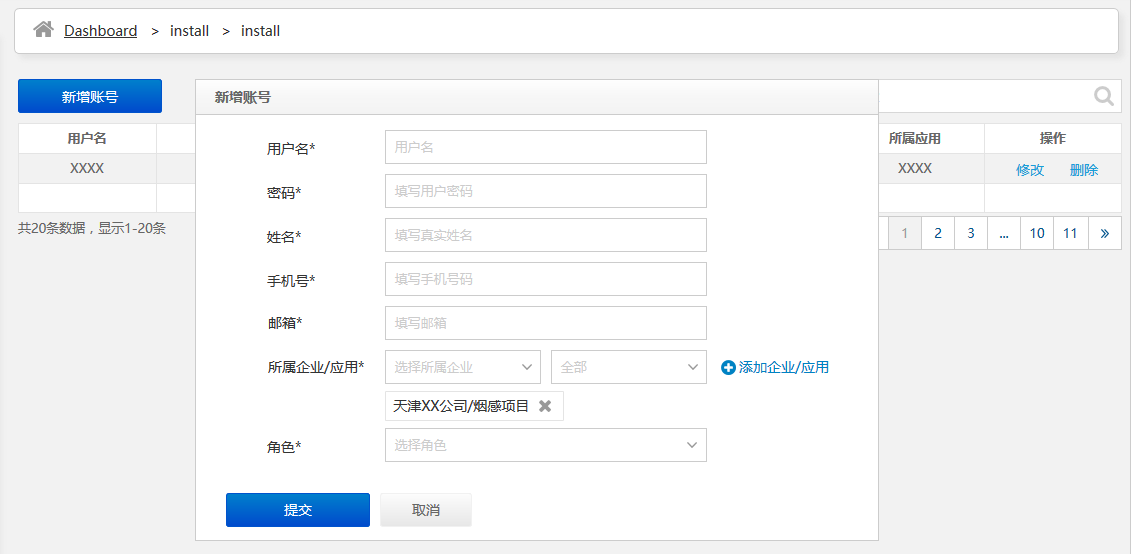 Dashboard > install > install
新增账号
新增账号
用户名 所属应用 操作
XXXX XXXX 修改 删除
共20条数据，显示1-20条
1 2 3 ... 10 11 »
用户名* 用户名
密码* 填写用户密码
姓名* 填写真实姓名
手机号* 填写手机号码
邮箱* 填写邮箱
所属企业/应用* 选择所属企业 全部 添加企业/应用
天津XX公司/烟感项目
角色* 选择角色
提交 取消